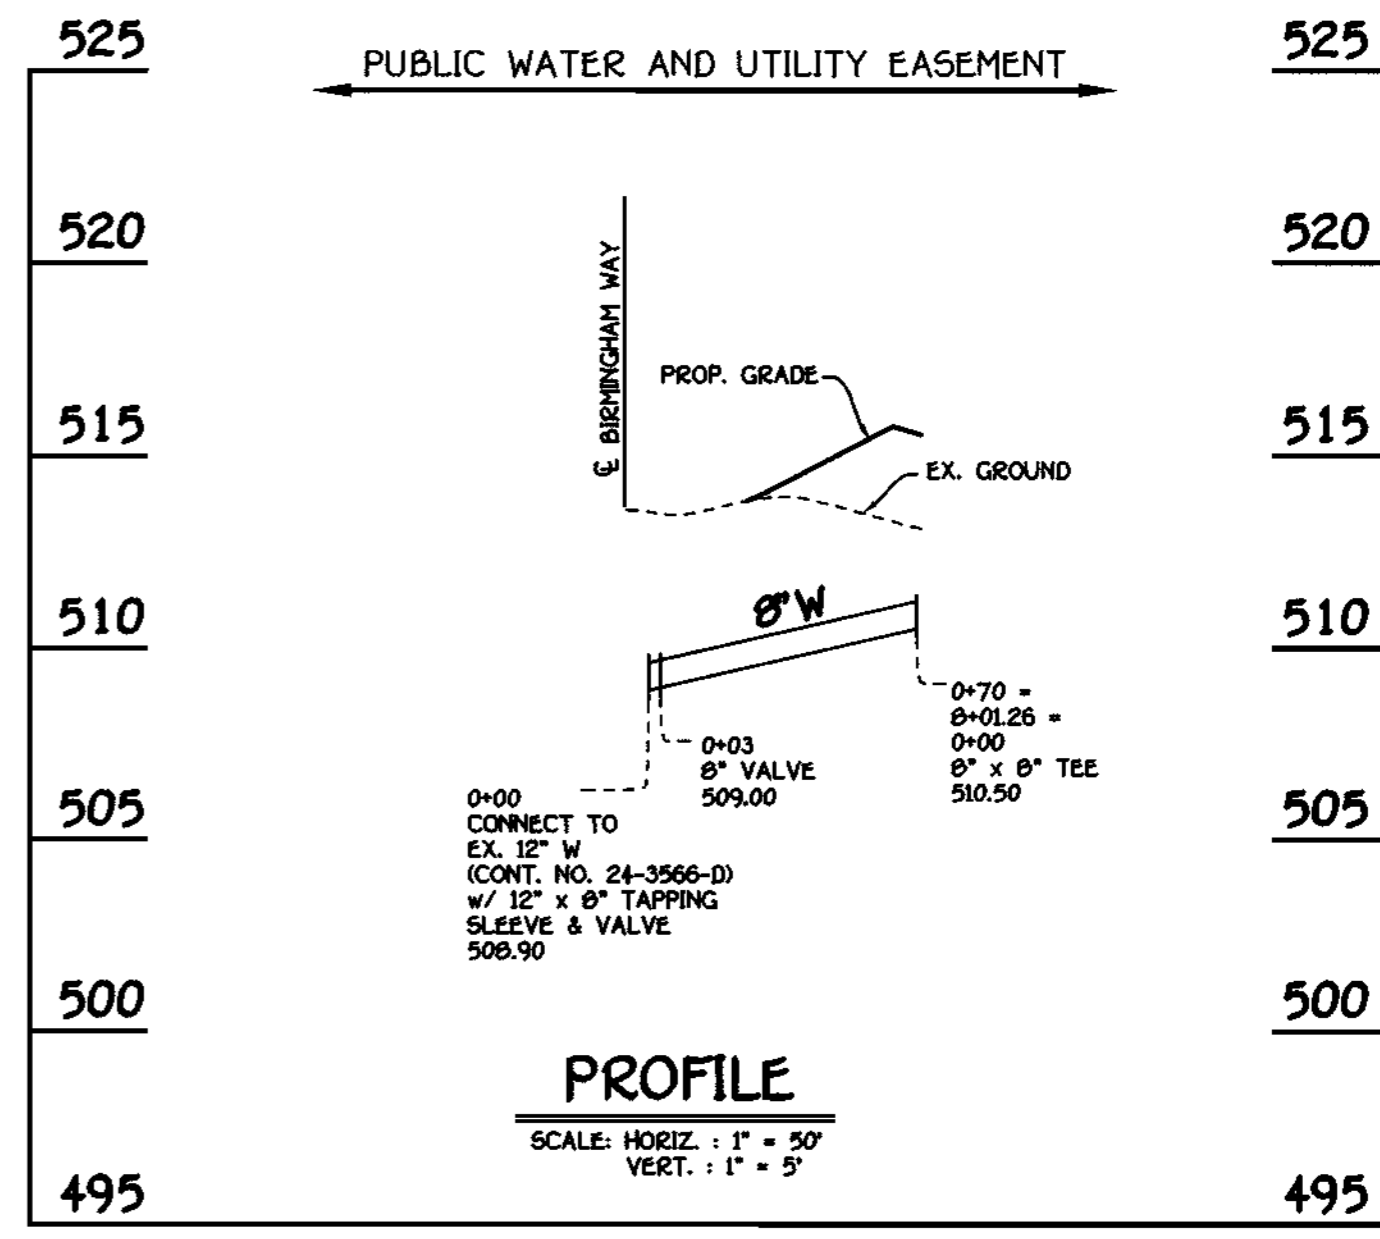 525
525
PUBLIC WATER AND UTILITY EASEMENT
520
520
℄ BIRMINGHAM WAY
PROP. GRADE
515
515
EX. GROUND
8" W
510
510
0+70 =
8+01.26 =
0+00
8" x 8" TEE
510.50
0+03
8" VALVE
509.00
505
505
0+00
CONNECT TO
EX. 12" W
(CONT. NO. 24-3566-D)
w/ 12" x 8" TAPPING
SLEEVE & VALVE
508.90
500
500
PROFILE
SCALE: HORIZ. : 1" = 50'
VERT. : 1" = 5'
495
495